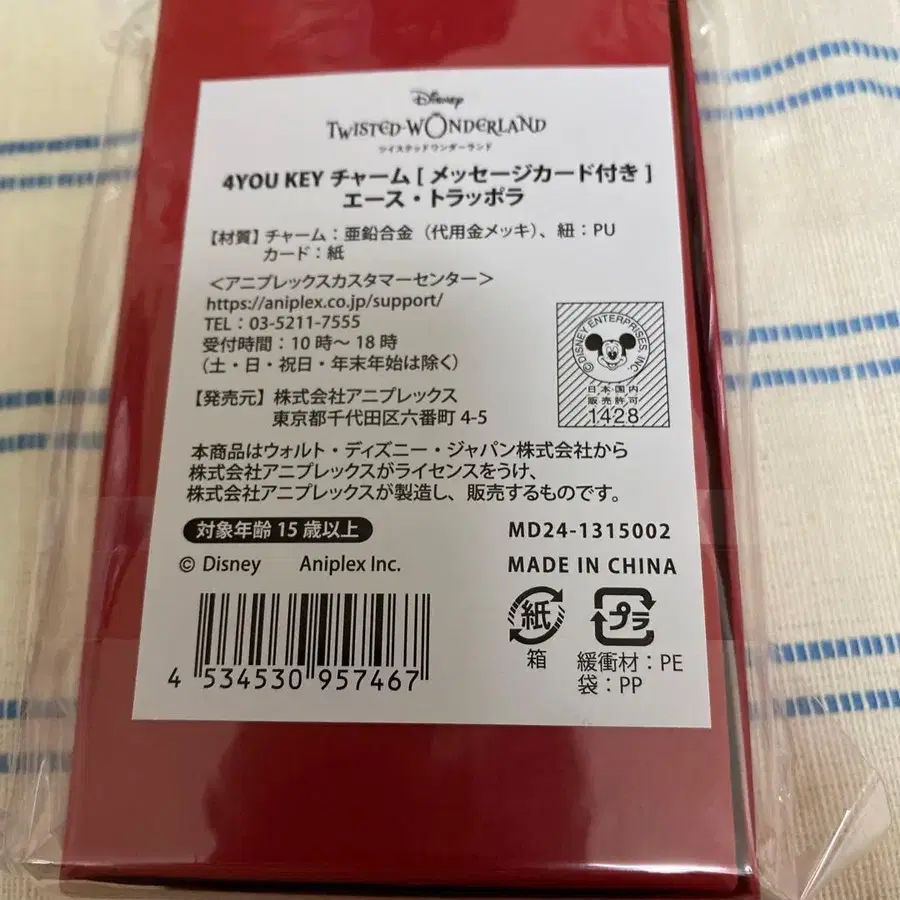 Disney
TWISTED-WONDERLAND
ツイステッドワンダーランド
4YOU KEY チャーム [ メッセージカード付き ]
エース・トラッポラ
【材質】チャーム：亜鉛合金（代用金メッキ）、紐：PU
カード：紙
＜アニプレックスカスタマーセンター＞
https://aniplex.co.jp/support/
TEL：03-5211-7555
受付時間：10 時～18 時
（土・日・祝日・年末年始は除く）
©DISNEY ENTERPRISES, INC.
日本国内
販売許可
1428
【発売元】株式会社アニプレックス
東京都千代田区六番町 4-5
本商品はウォルト・ディズニー・ジャパン株式会社から
株式会社アニプレックスがライセンスをうけ、
株式会社アニプレックスが製造し、販売するものです。
対象年齢 15 歳以上
MD24-1315002
© Disney Aniplex Inc.
MADE IN CHINA
紙
プラ
箱
緩衝材：PE
袋：PP
4 534530 957467